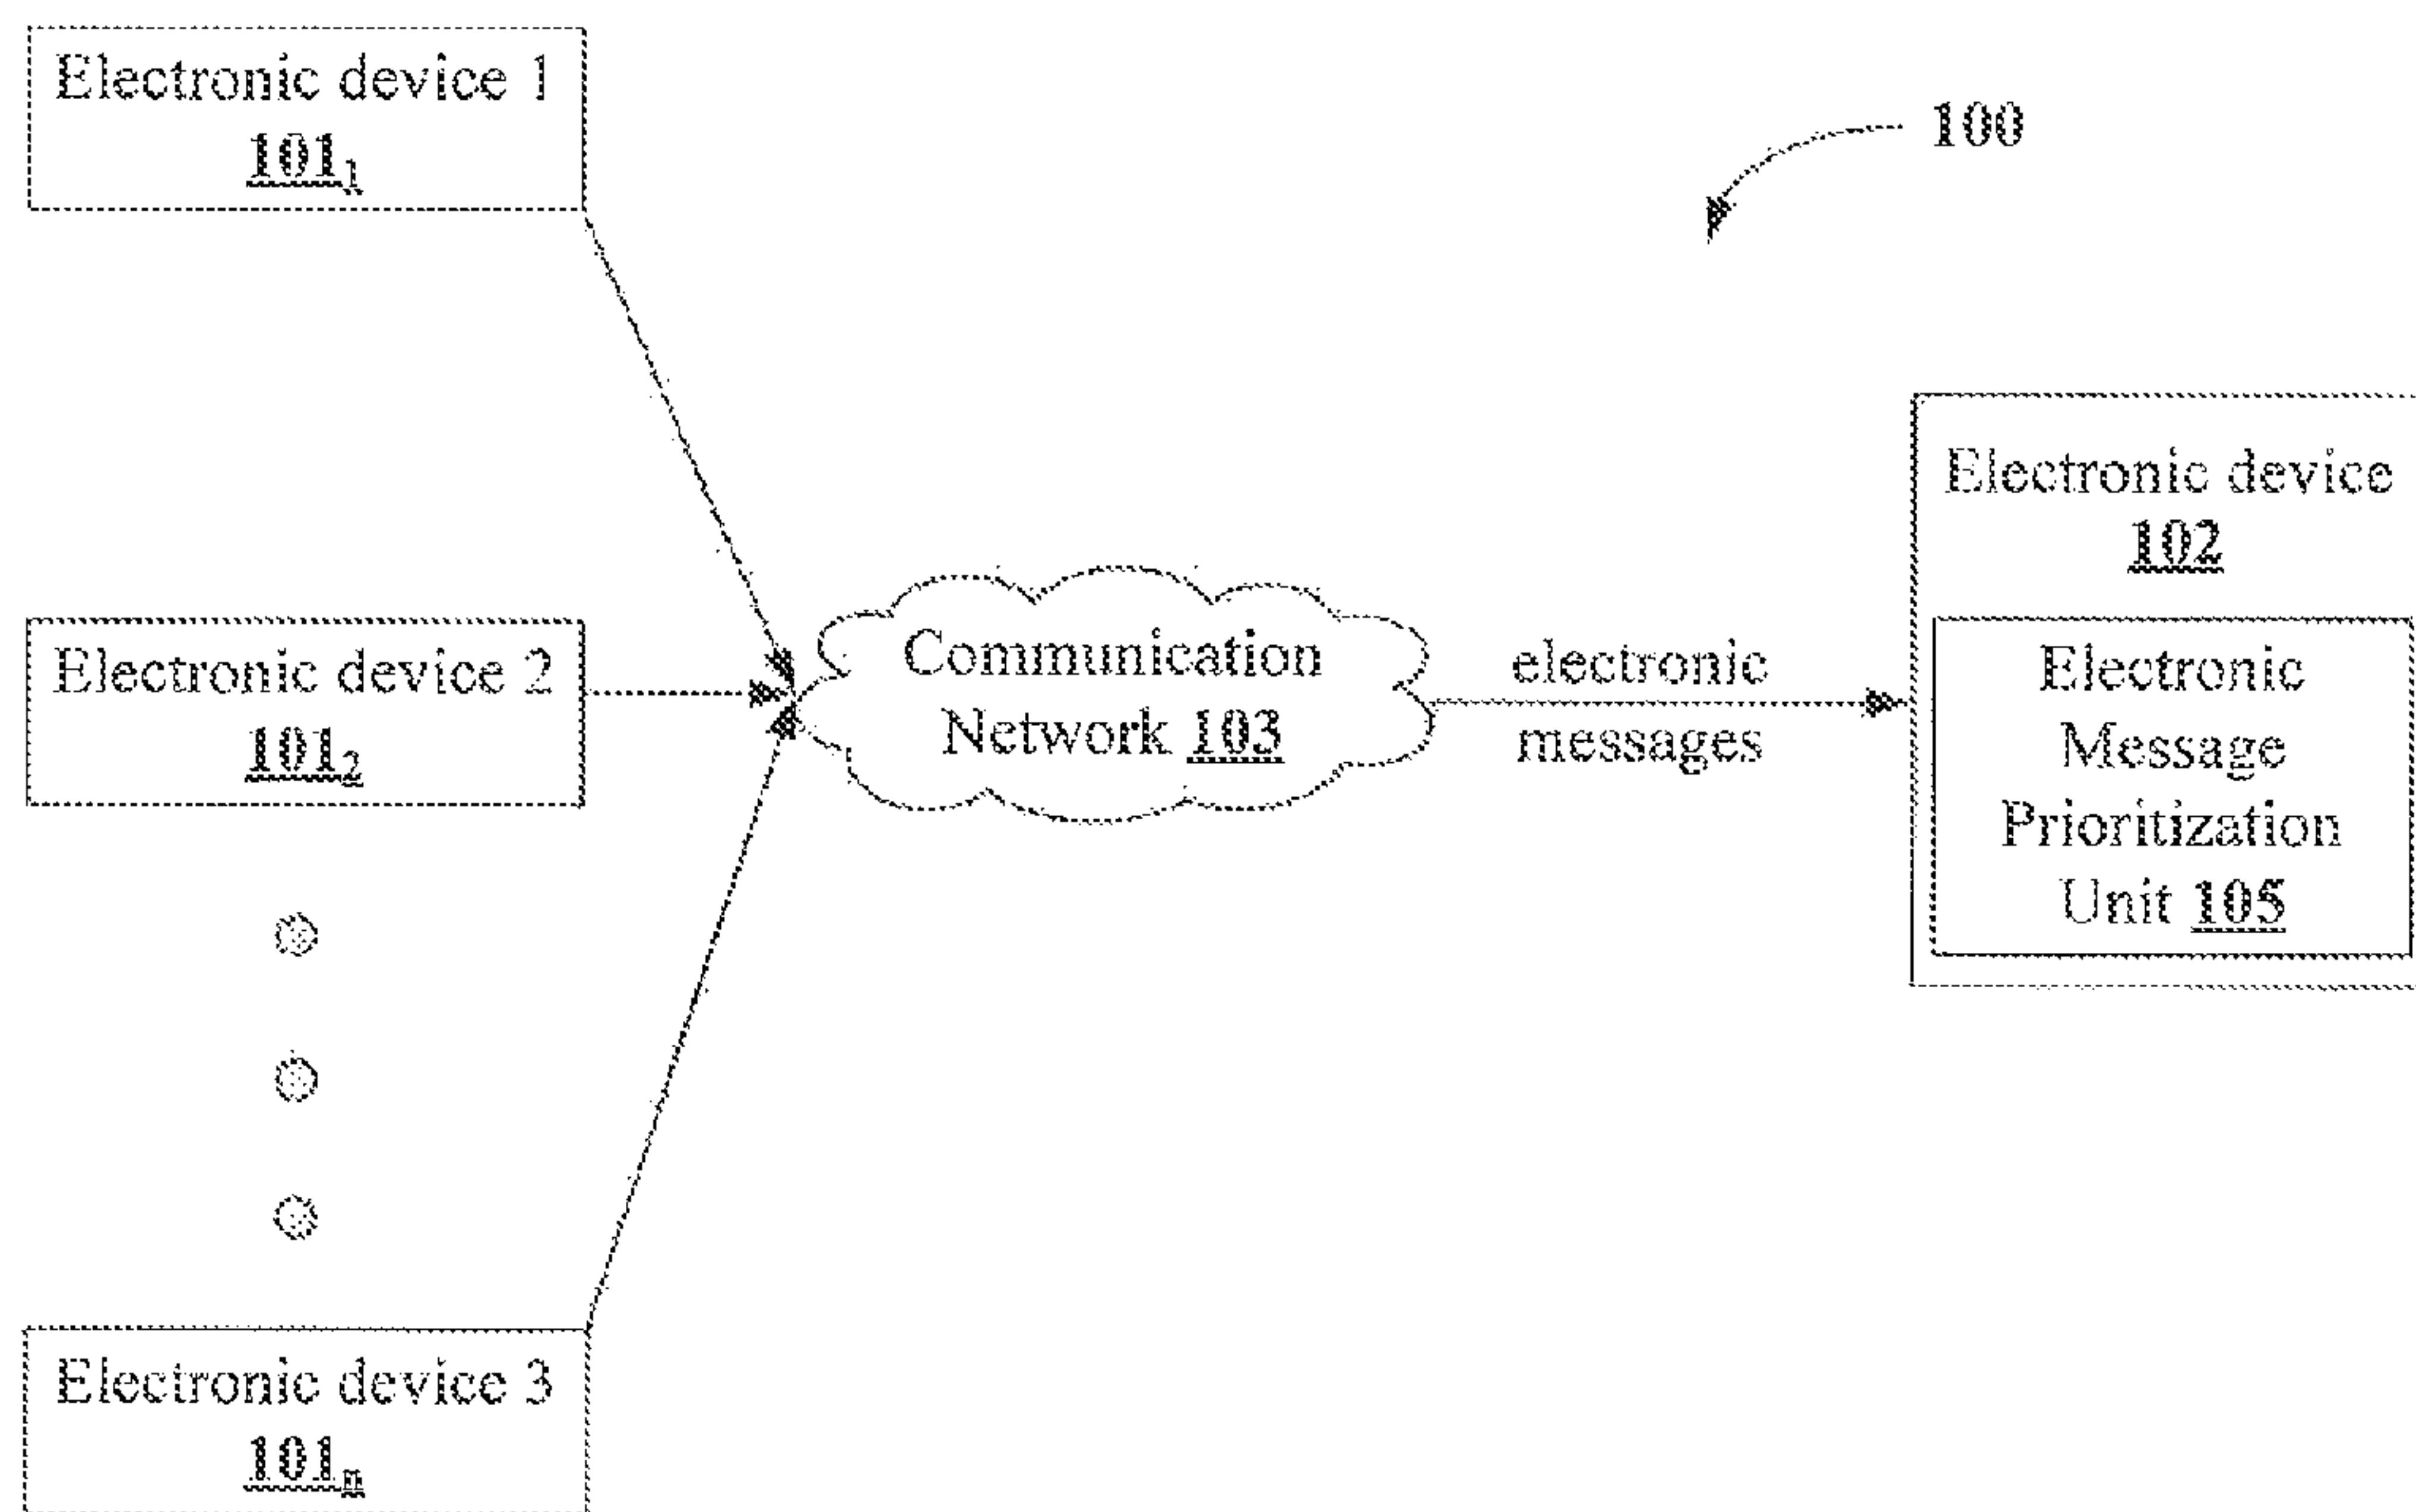 Electronic device 1
101₁
100
Electronic device
102
Electronic device 2
101₂
Communication
Network 103
electronic
messages
Electronic
Message
Prioritization
Unit 105
Electronic device 3
101ₙ